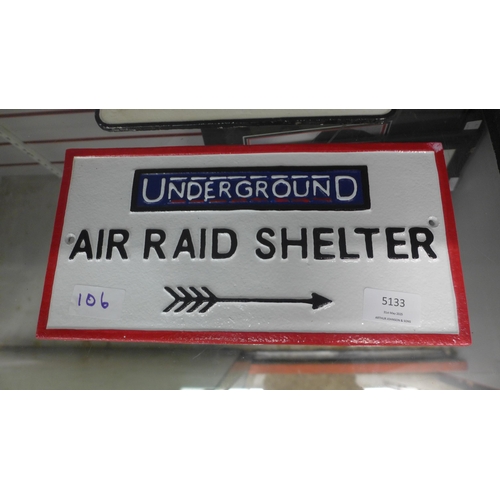 UNDERGROUND
AIR RAID SHELTER
106
5133